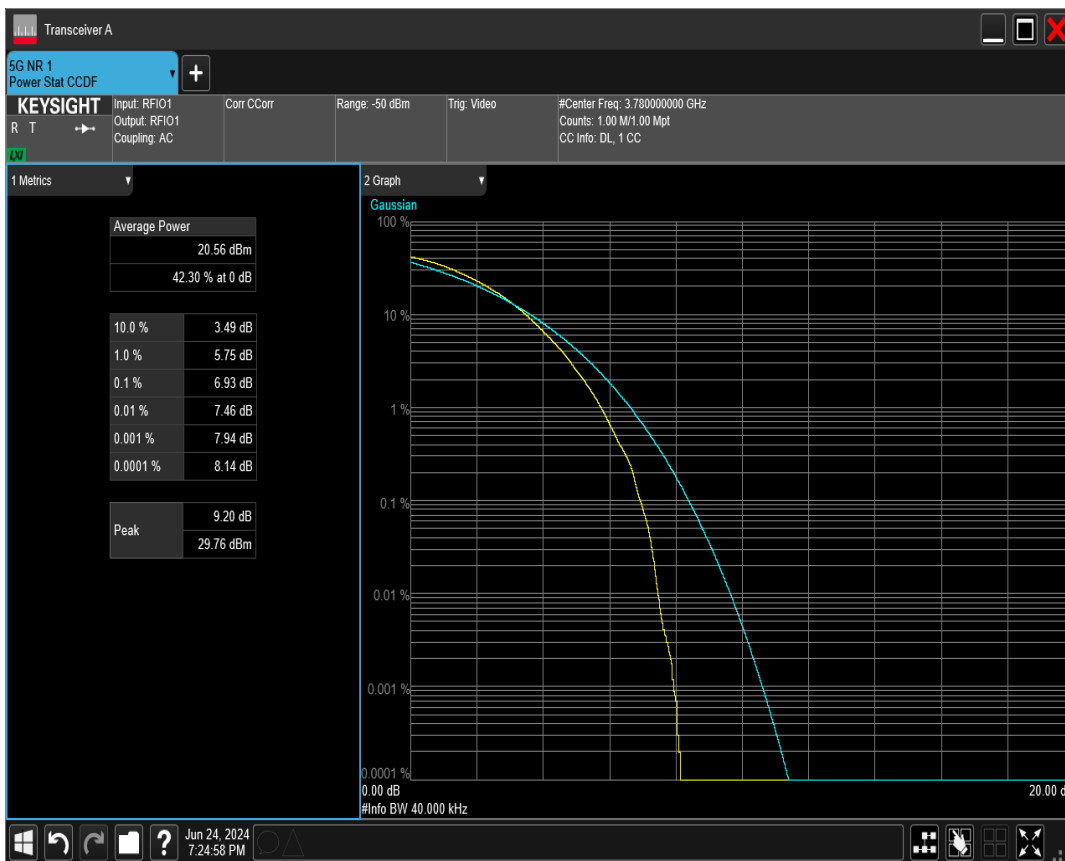 Transceiver A
5G NR 1
Power Stat CCDF
+
KEYSIGHT
R T
LXI
Input: RFIO1
Output: RFIO1
Coupling: AC
Corr CCorr
Range: -50 dBm
Trig: Video
#Center Freq: 3.780000000 GHz
Counts: 1.00 M/1.00 Mpt
CC Info: DL, 1 CC
1 Metrics
Average Power
20.56 dBm
42.30 % at 0 dB
10.0 % 3.49 dB
1.0 % 5.75 dB
0.1 % 6.93 dB
0.01 % 7.46 dB
0.001 % 7.94 dB
0.0001 % 8.14 dB
Peak
9.20 dB
29.76 dBm
2 Graph
Gaussian
100 %
10 %
1 %
0.1 %
0.01 %
0.001 %
0.0001 %
0.00 dB 20.00 d
#Info BW 40.000 kHz
?
Jun 24, 2024
7:24:58 PM